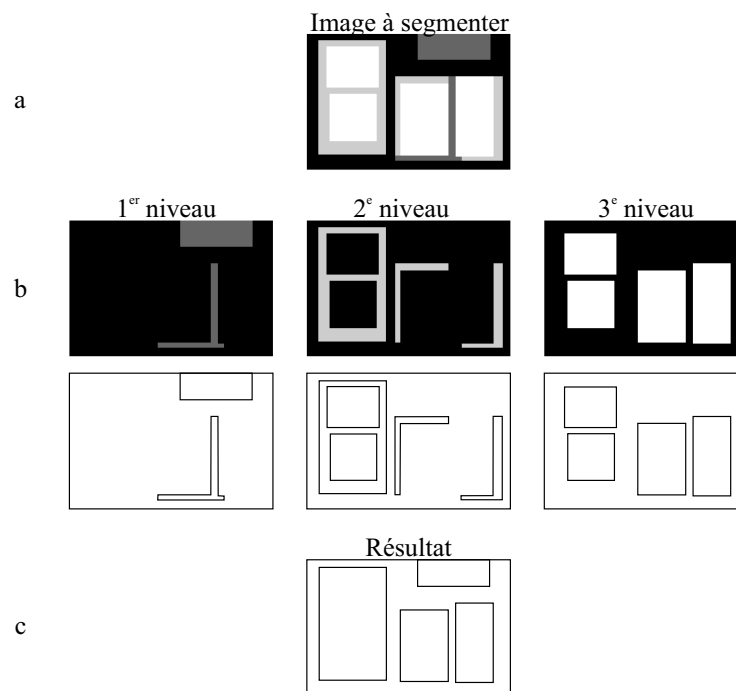 Image à segmenter
a
1er niveau 2e niveau 3e niveau
b
Résultat
c